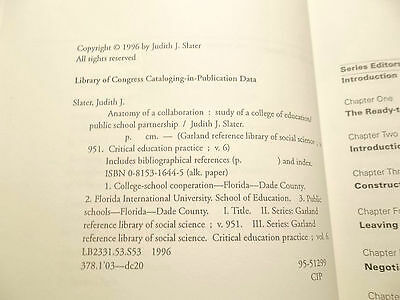 Copyright © 1996 by Judith J. Slater
All rights reserved
Library of Congress Cataloging-in-Publication Data
Slater, Judith J.
Anatomy of a collaboration : study of a college of education/
public school partnership / Judith J. Slater.
p. cm. — (Garland reference library of social science ; v.
951. Critical education practice ; v. 6)
Includes bibliographical references (p. ) and index.
ISBN 0-8153-1644-5 (alk. paper)
1. College-school cooperation—Florida—Dade County.
2. Florida International University. School of Education. 3. Public
schools—Florida—Dade County. I. Title. II. Series: Garland
reference library of social science ; v. 951. III. Series: Garland
reference library of social science. Critical education practice ; vol 6
LB2331.53.S53 1996
378.1'03—dc20
95-51299
CIP
Series Editors
Introduction
Chapter One
The Ready-t
Chapter Two
Introduction
Chapter Thr
Construct
Chapter F
Leaving
Chapter
Negotia